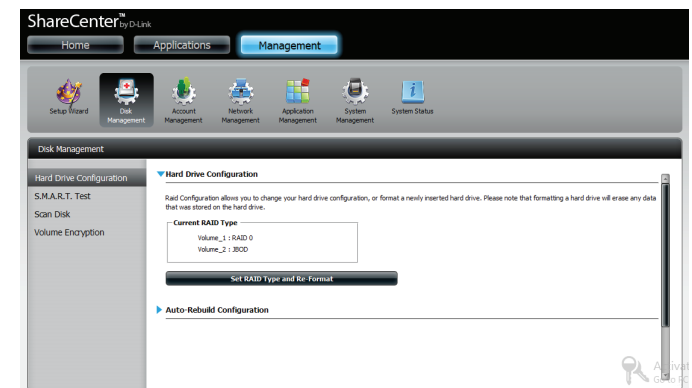 ShareCenter™ by D-Link
Home Applications Management
Setup Wizard Disk Management Account Management Network Management Application Management System Management System Status
Disk Management
Hard Drive Configuration
S.M.A.R.T. Test
Scan Disk
Volume Encryption
Hard Drive Configuration
Raid Configuration allows you to change your hard drive configuration, or format a newly inserted hard drive. Please note that formatting a hard drive will erase any data
that was stored on the hard drive.
Current RAID Type
Volume_1 : RAID 0
Volume_2 : JBOD
Set RAID Type and Re-Format
Auto-Rebuild Configuration
Activat
Go to PC